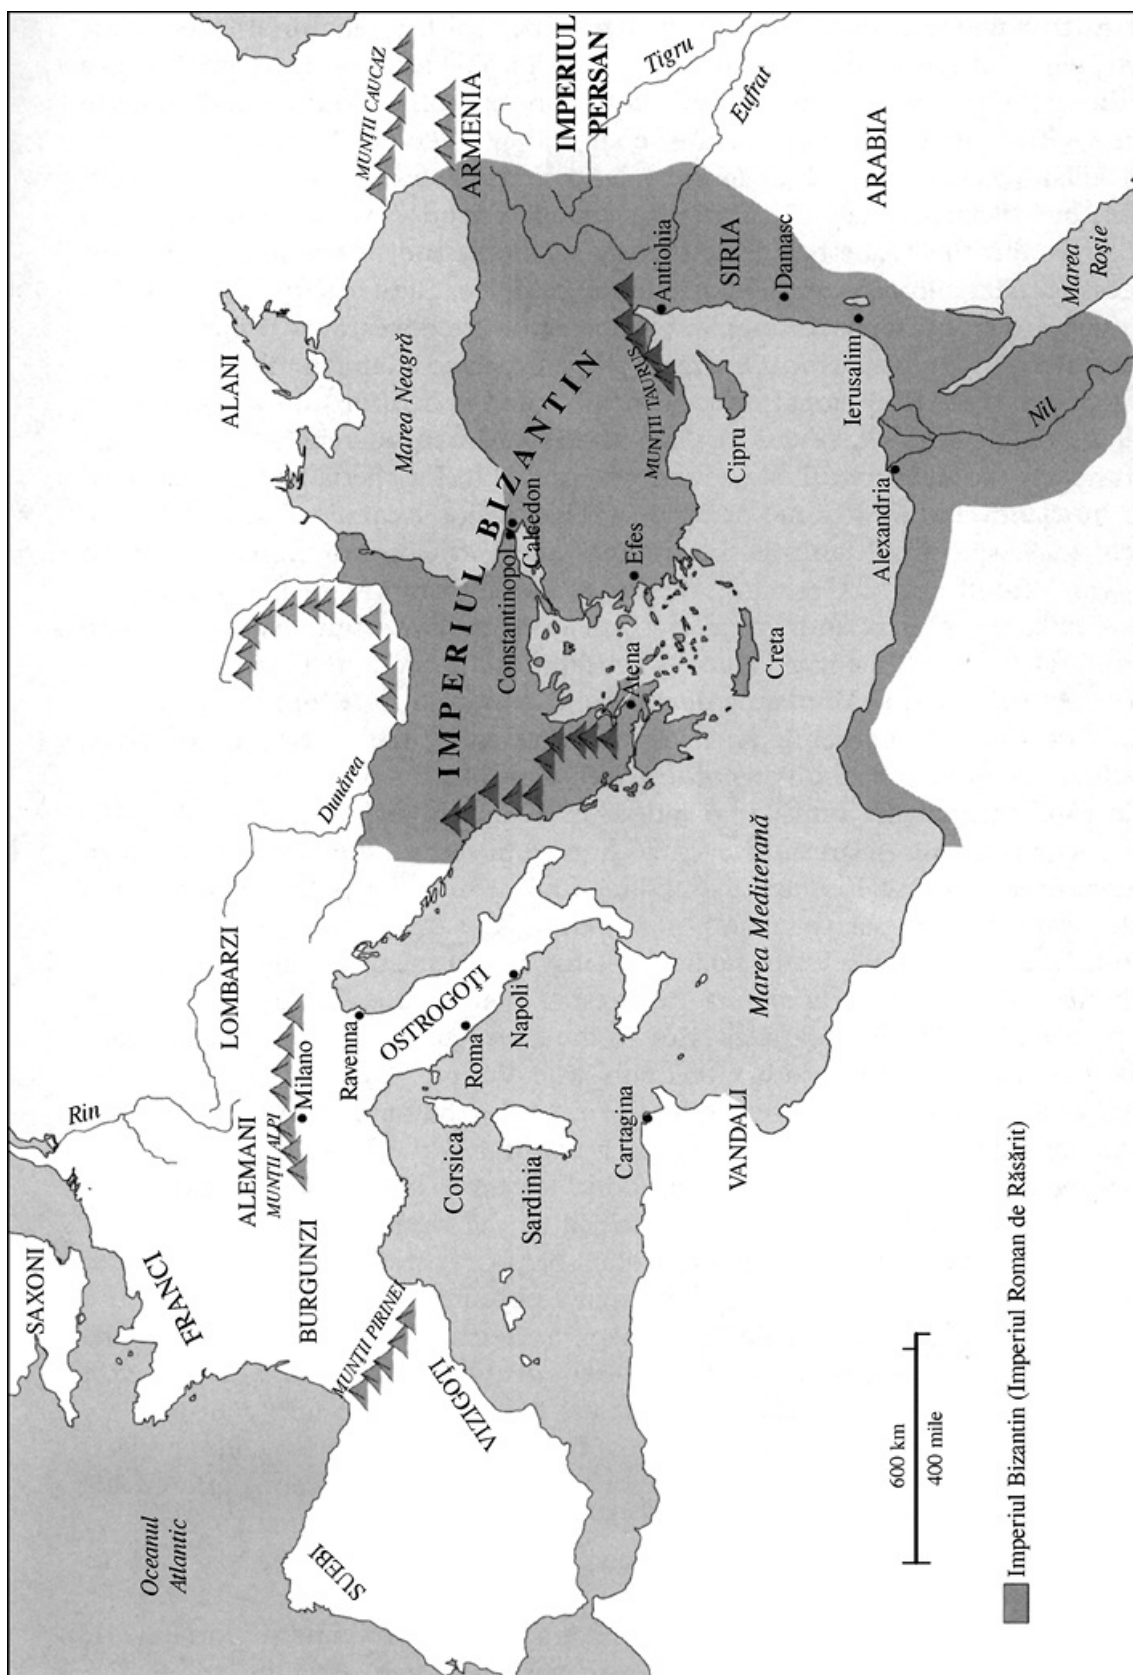 SAXONI
FRANCI
Rin
ALEMANI
MUNȚII ALPI
LOMBARZI
Dunărea
ALANI
MUNȚII CAUCAZ
Oceanul
Atlantic
BURGUNZI
Milano
MUNȚII PIRINEI
Ravenna
Marea Neagră
ARMENIA
SUEBI
VIZIGOȚI
OSTROGOȚI
IMPERIUL BIZANTIN
Constantinopol
Calcedon
IMPERIUL
PERSAN
Tigru
Eufrat
Corsica
Roma
Napoli
Sardinia
Atena
Efes
MUNȚII TAURUS
Antiohia
SIRIA
Cartagina
VANDALI
Marea Mediterană
Creta
Cipru
Damasc
ARABIA
Ierusalim
Alexandria
Nil
Marea
Roșie
600 km
400 mile
Imperiul Bizantin (Imperiul Roman de Răsărit)